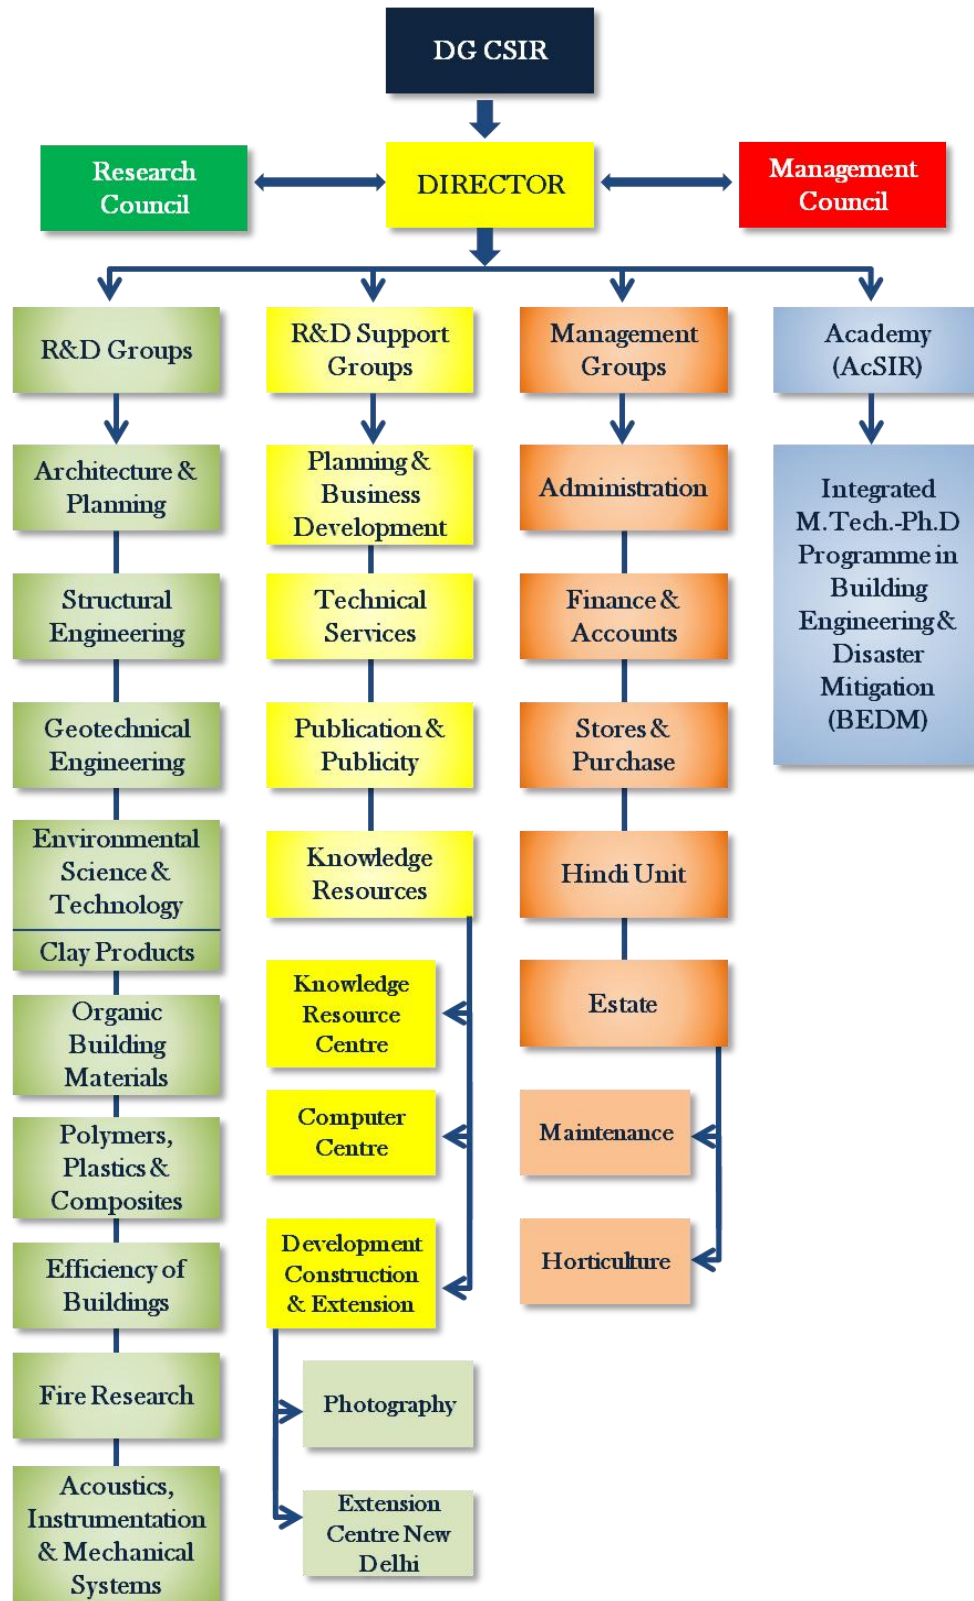 DG CSIR
Research
Council
DIRECTOR
Management
Council
R&D Groups
R&D Support
Groups
Management
Groups
Academy
(AcSIR)
Architecture &
Planning
Structural
Engineering
Geotechnical
Engineering
Environmental
Science &
Technology
Clay Products
Organic
Building
Materials
Polymers,
Plastics &
Composites
Efficiency of
Buildings
Fire Research
Acoustics,
Instrumentation
& Mechanical
Systems
Planning &
Business
Development
Technical
Services
Publication &
Publicity
Knowledge
Resources
Knowledge
Resource
Centre
Computer
Centre
Development
Construction
& Extension
Photography
Extension
Centre New
Delhi
Administration
Finance &
Accounts
Stores &
Purchase
Hindi Unit
Estate
Maintenance
Horticulture
Integrated
M.Tech.-Ph.D
Programme in
Building
Engineering &
Disaster
Mitigation
(BEDM)